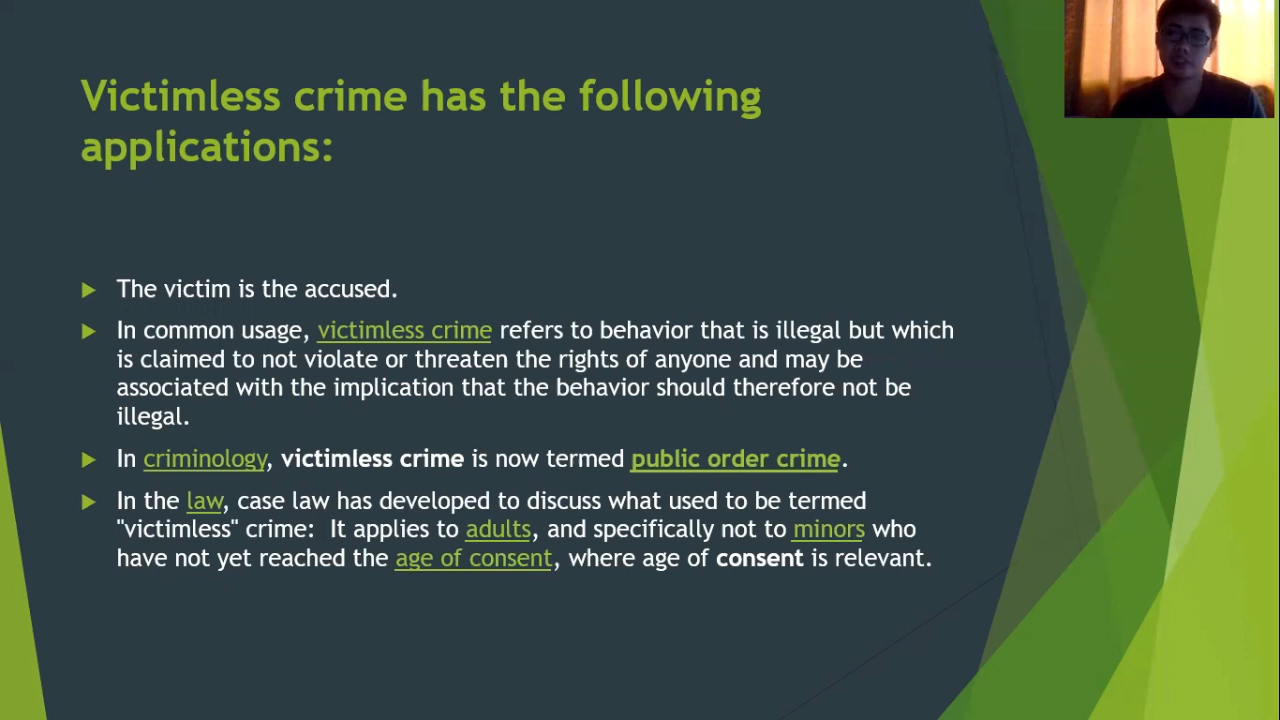 Victimless crime has the following
applications:
The victim is the accused.
In common usage, victimless crime refers to behavior that is illegal but which
is claimed to not violate or threaten the rights of anyone and may be
associated with the implication that the behavior should therefore not be
illegal.
In criminology, victimless crime is now termed public order crime.
In the law, case law has developed to discuss what used to be termed
"victimless" crime: It applies to adults, and specifically not to minors who
have not yet reached the age of consent, where age of consent is relevant.